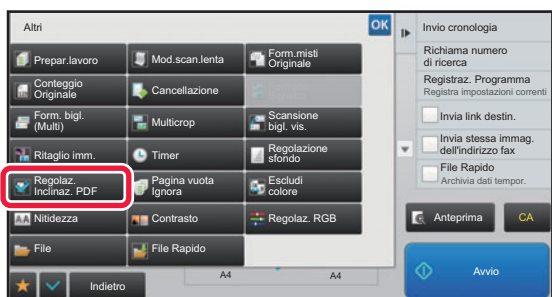 Altri
OK
Prepar.lavoro
Mod.scan.lenta
Form.misti
Originale
Conteggio
Originale
Cancellazione
Form. bigl.
(Multi)
Multicrop
Scansione
bigl. vis.
Ritaglio imm.
Timer
Regolazione
sfondo
Regolaz.
Inclinaz. PDF
Pagina vuota
Ignora
Escludi
colore
Nitidezza
Contrasto
Regolaz. RGB
File
File Rapido
Indietro
A4
A4
Invio cronologia
Richiama numero
di ricerca
Registraz. Programma
Registra impostazioni correnti
Invia link destin.
Invia stessa immag.
dell'indirizzo fax
File Rapido
Archivia dati tempor.
Anteprima
CA
Avvio